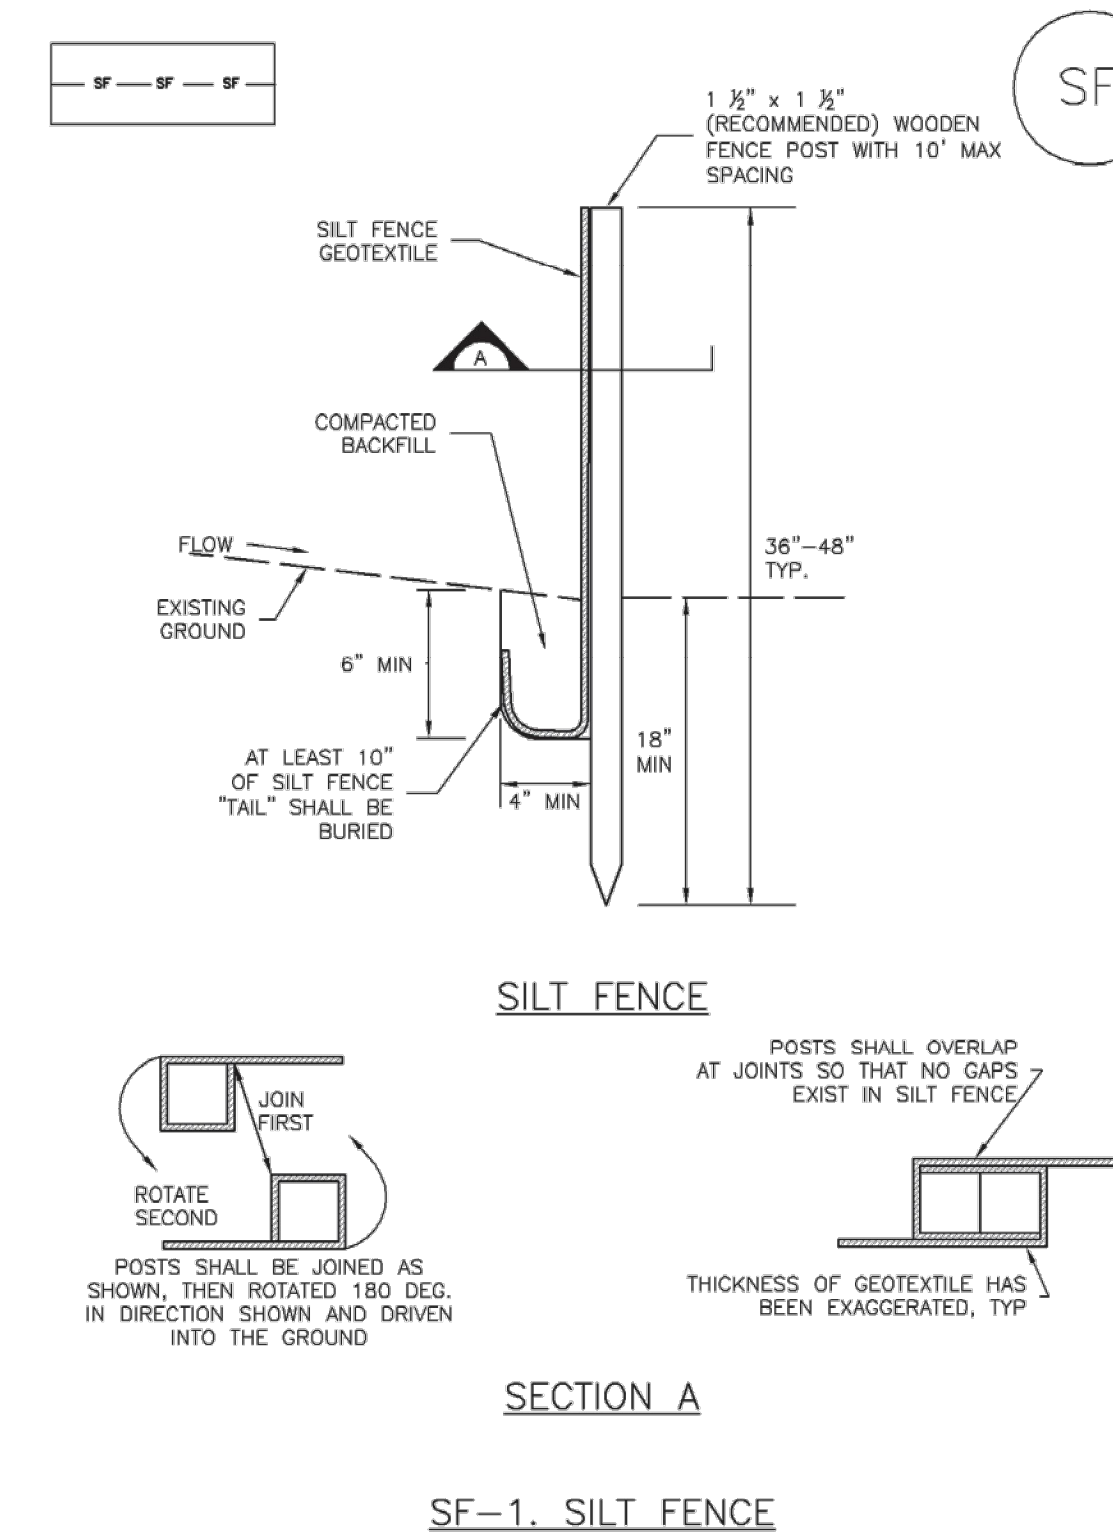 SF SF SF
SF
1 ½" x 1 ½"
(RECOMMENDED) WOODEN
FENCE POST WITH 10' MAX
SPACING
SILT FENCE
GEOTEXTILE
A
COMPACTED
BACKFILL
FLOW
36"-48"
TYP.
EXISTING
GROUND
6" MIN
18"
MIN
AT LEAST 10"
OF SILT FENCE
"TAIL" SHALL BE
BURIED
4" MIN
SILT FENCE
JOIN
FIRST
ROTATE
SECOND
POSTS SHALL BE JOINED AS
SHOWN, THEN ROTATED 180 DEG.
IN DIRECTION SHOWN AND DRIVEN
INTO THE GROUND
POSTS SHALL OVERLAP
AT JOINTS SO THAT NO GAPS
EXIST IN SILT FENCE
THICKNESS OF GEOTEXTILE HAS
BEEN EXAGGERATED, TYP
SECTION A
SF-1. SILT FENCE